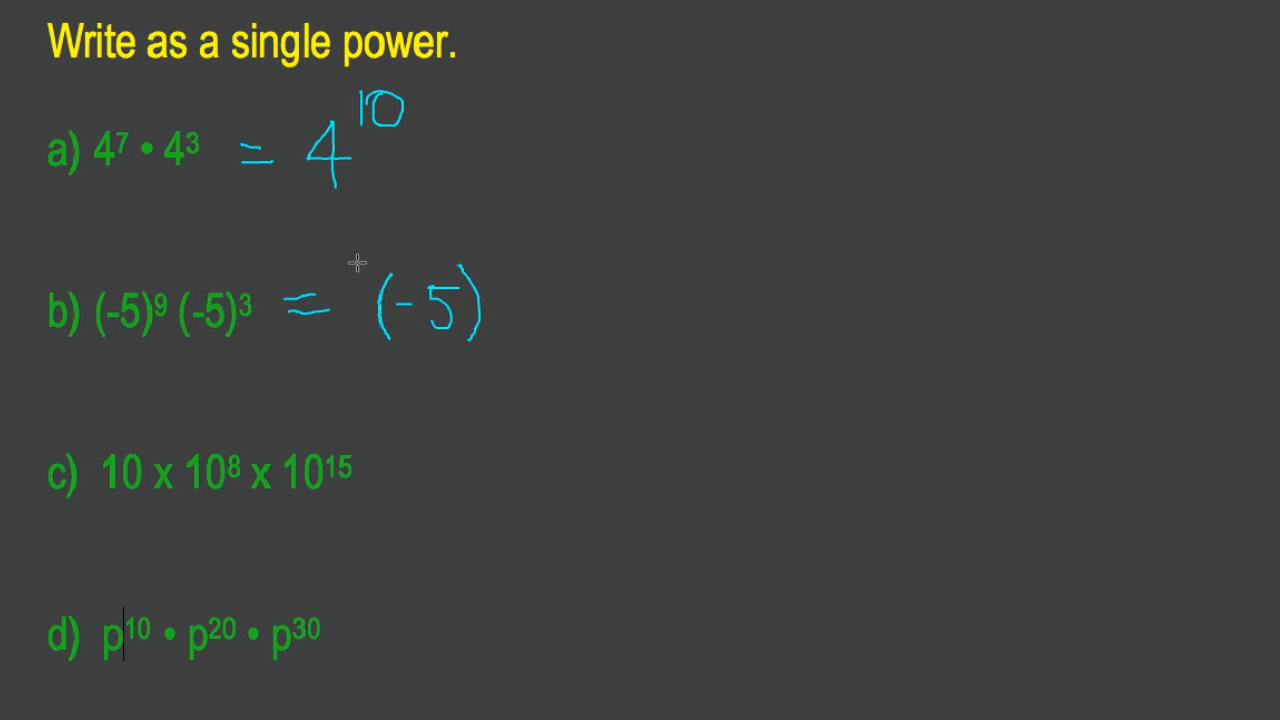 Write as a single power.
a) 4⁷ • 4³ = 4¹⁰
b) (-5)⁹ (-5)³ = (-5)
c) 10 x 10⁸ x 10¹⁵
d) p¹⁰ • p²⁰ • p³⁰